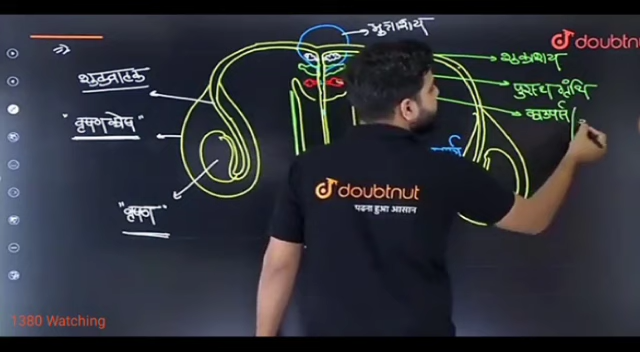 मुत्राशय
doubtnut
शुक्राशय
शुक्रवाहक
पुरस्थ ग्रंथि
"वृषणकोष"
doubtnut
पढ़ना हुआ आसान
"वृषण"
1380 Watching